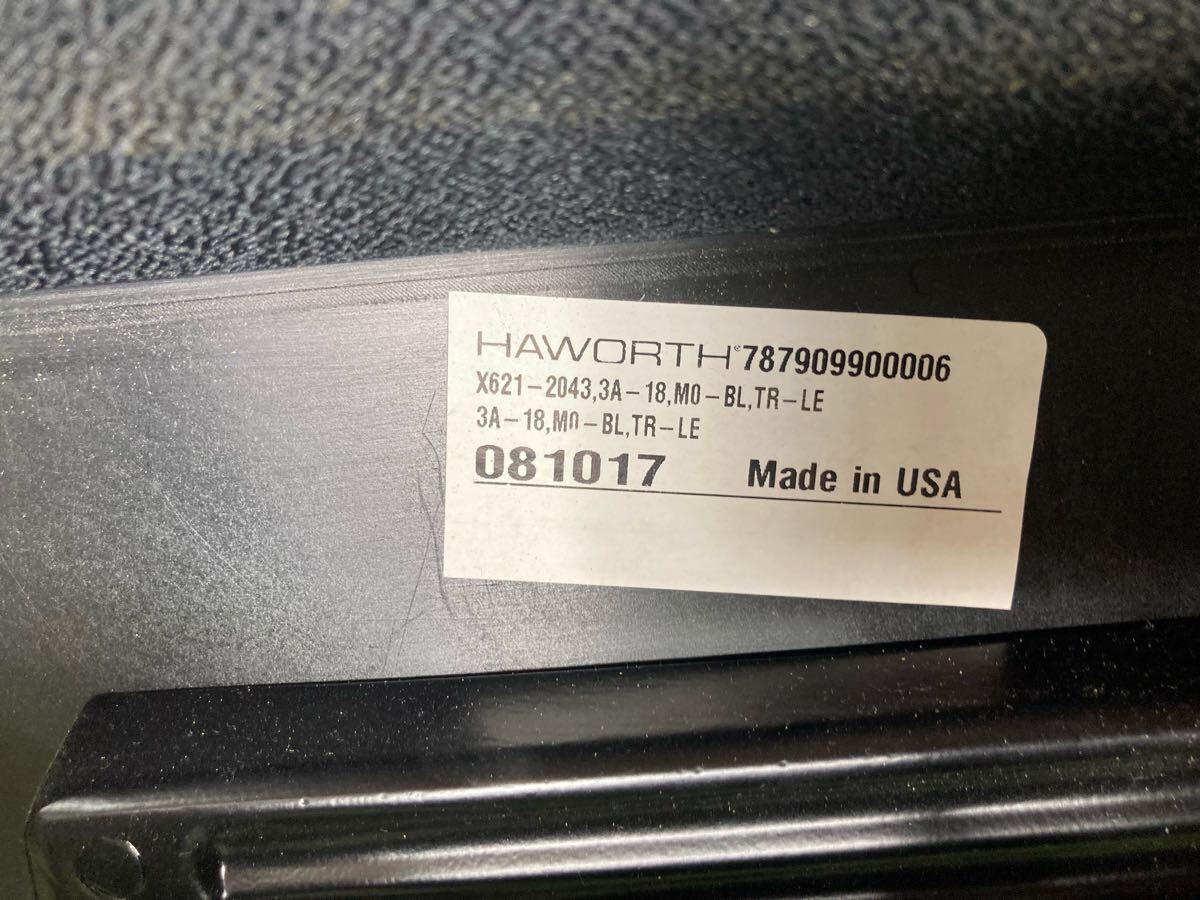 HAWORTH® 787909900006
X621-2043,3A-18,M0-BL,TR-LE
3A-18,M0-BL,TR-LE
081017 Made in USA